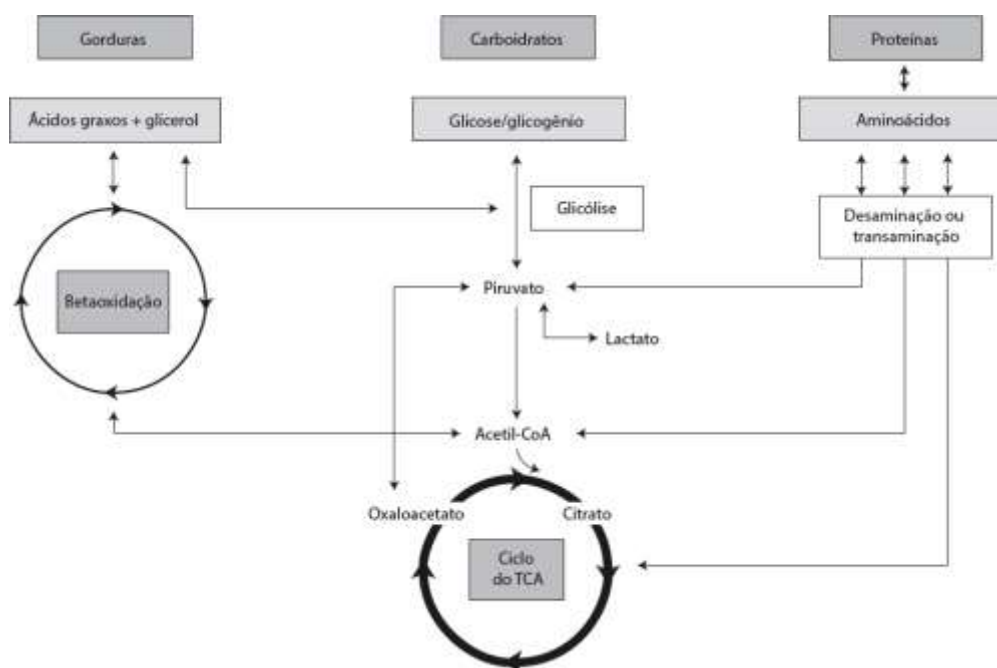 Gorduras
Carboidratos
Proteínas
Ácidos graxos + glicerol
Glicose/glicogênio
Aminoácidos
Glicólise
Desaminação ou
transaminação
Betaoxidação
Piruvato
Lactato
Acetil-CoA
Oxaloacetato
Citrato
Ciclo
do TCA